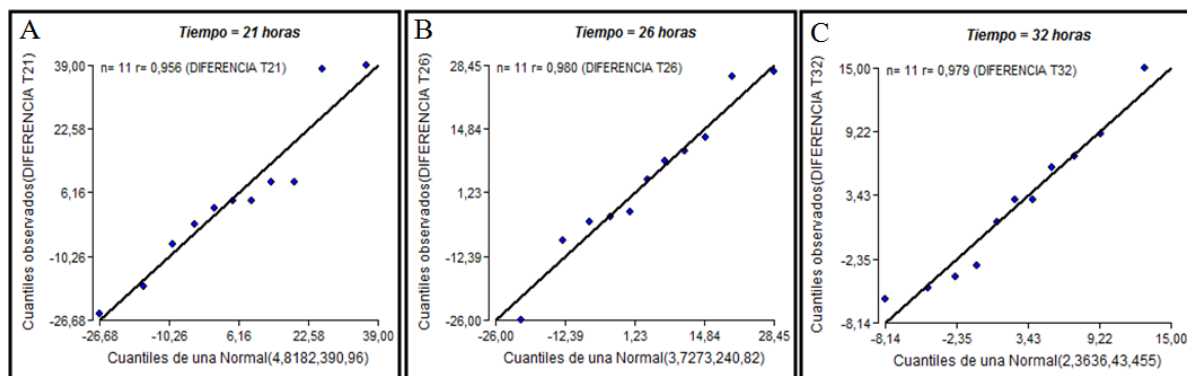 A
Tiempo = 21 horas
n= 11 r= 0,956 (DIFERENCIA T21)
Cuantiles observados(DIFERENCIA T21)
39,00
22,58
6,16
-10,26
-26,68
-26,68 -10,26 6,16 22,58 39,00
Cuantiles de una Normal(4,8182,390,96)
B
Tiempo = 26 horas
n= 11 r= 0,980 (DIFERENCIA T26)
Cuantiles observados(DIFERENCIA T26)
28,45
14,84
1,23
-12,39
-26,00
-26,00 -12,39 1,23 14,84 28,45
Cuantiles de una Normal(3,7273,240,82)
C
Tiempo = 32 horas
n= 11 r= 0,979 (DIFERENCIA T32)
Cuantiles observados(DIFERENCIA T32)
15,00
9,22
3,43
-2,35
-8,14
-8,14 -2,35 3,43 9,22 15,00
Cuantiles de una Normal(2,3636,43,455)